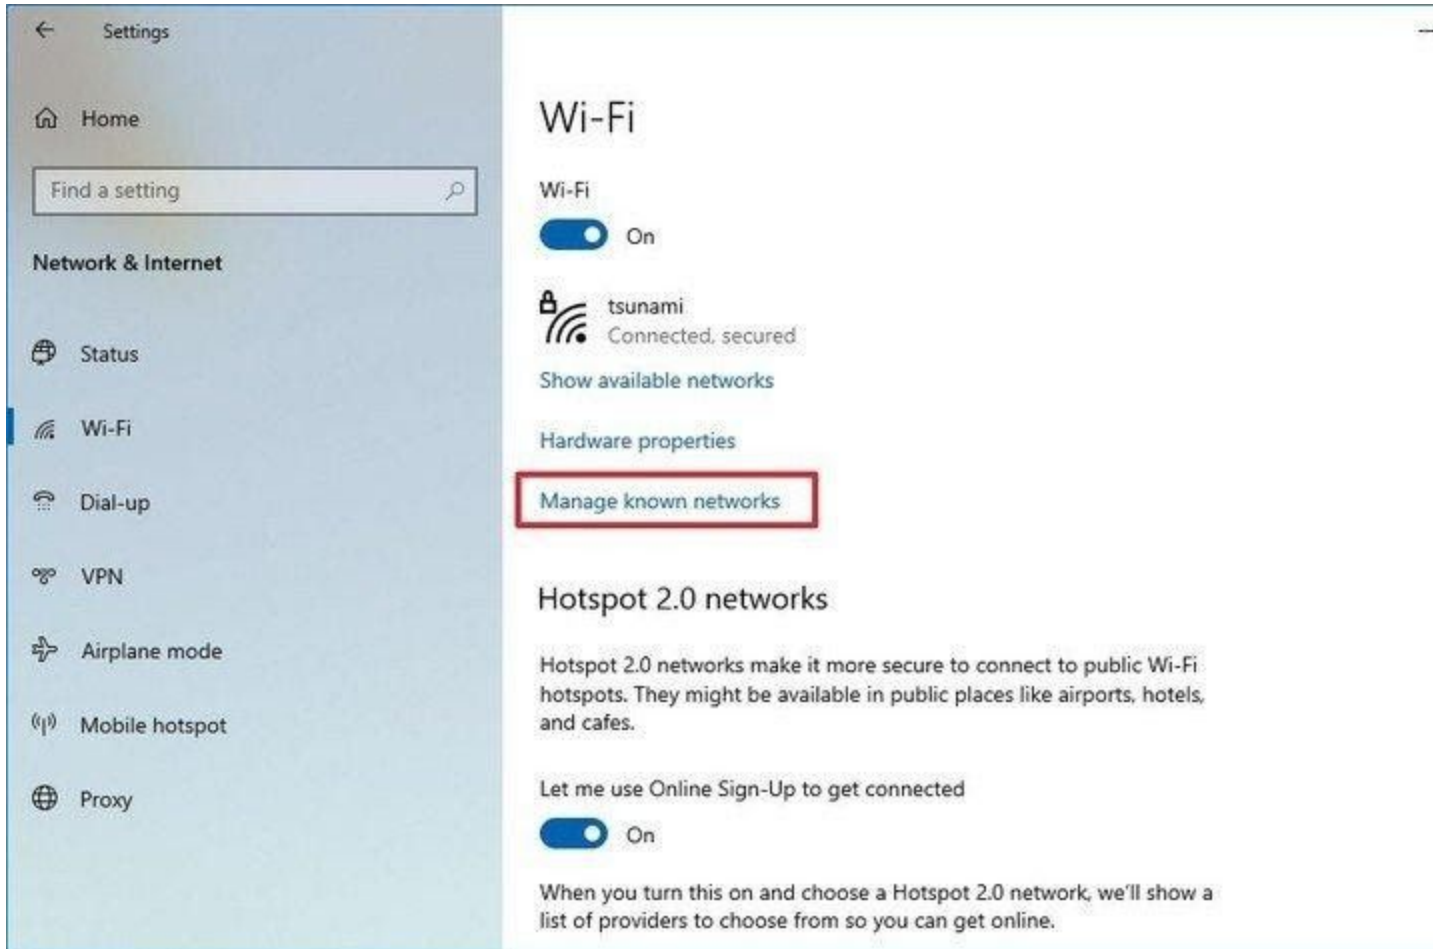 Settings
Home
Find a setting
Network & Internet
Status
Wi-Fi
Dial-up
VPN
Airplane mode
Mobile hotspot
Proxy
Wi-Fi
Wi-Fi
On
tsunami
Connected, secured
Show available networks
Hardware properties
Manage known networks
Hotspot 2.0 networks
Hotspot 2.0 networks make it more secure to connect to public Wi-Fi
hotspots. They might be available in public places like airports, hotels,
and cafes.
Let me use Online Sign-Up to get connected
On
When you turn this on and choose a Hotspot 2.0 network, we'll show a
list of providers to choose from so you can get online.